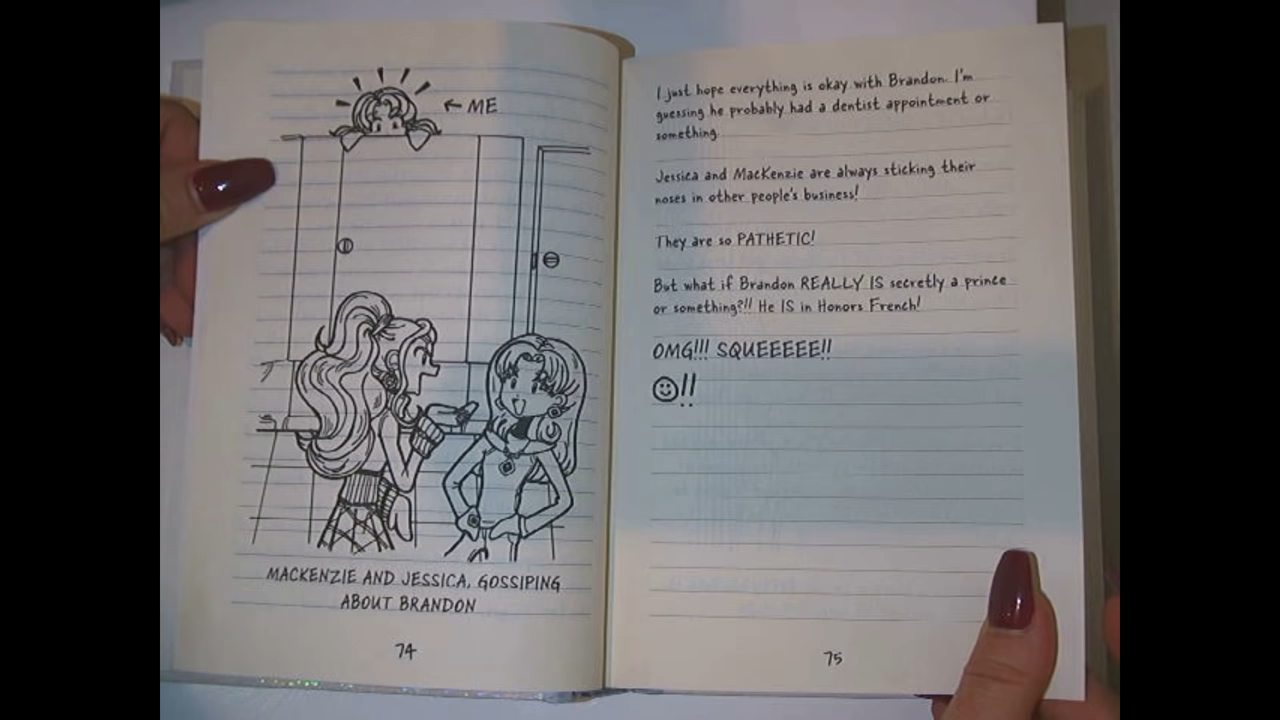 ← ME
MACKENZIE AND JESSICA, GOSSIPING
ABOUT BRANDON
74
I just hope everything is okay with Brandon. I'm
guessing he probably had a dentist appointment or
something.
Jessica and MacKenzie are always sticking their
noses in other people's business!
They are so PATHETIC!
But what if Brandon REALLY IS secretly a prince
or something?!! He IS in Honors French!
OMG!!! SQUEEEEE!!
☺!!
75